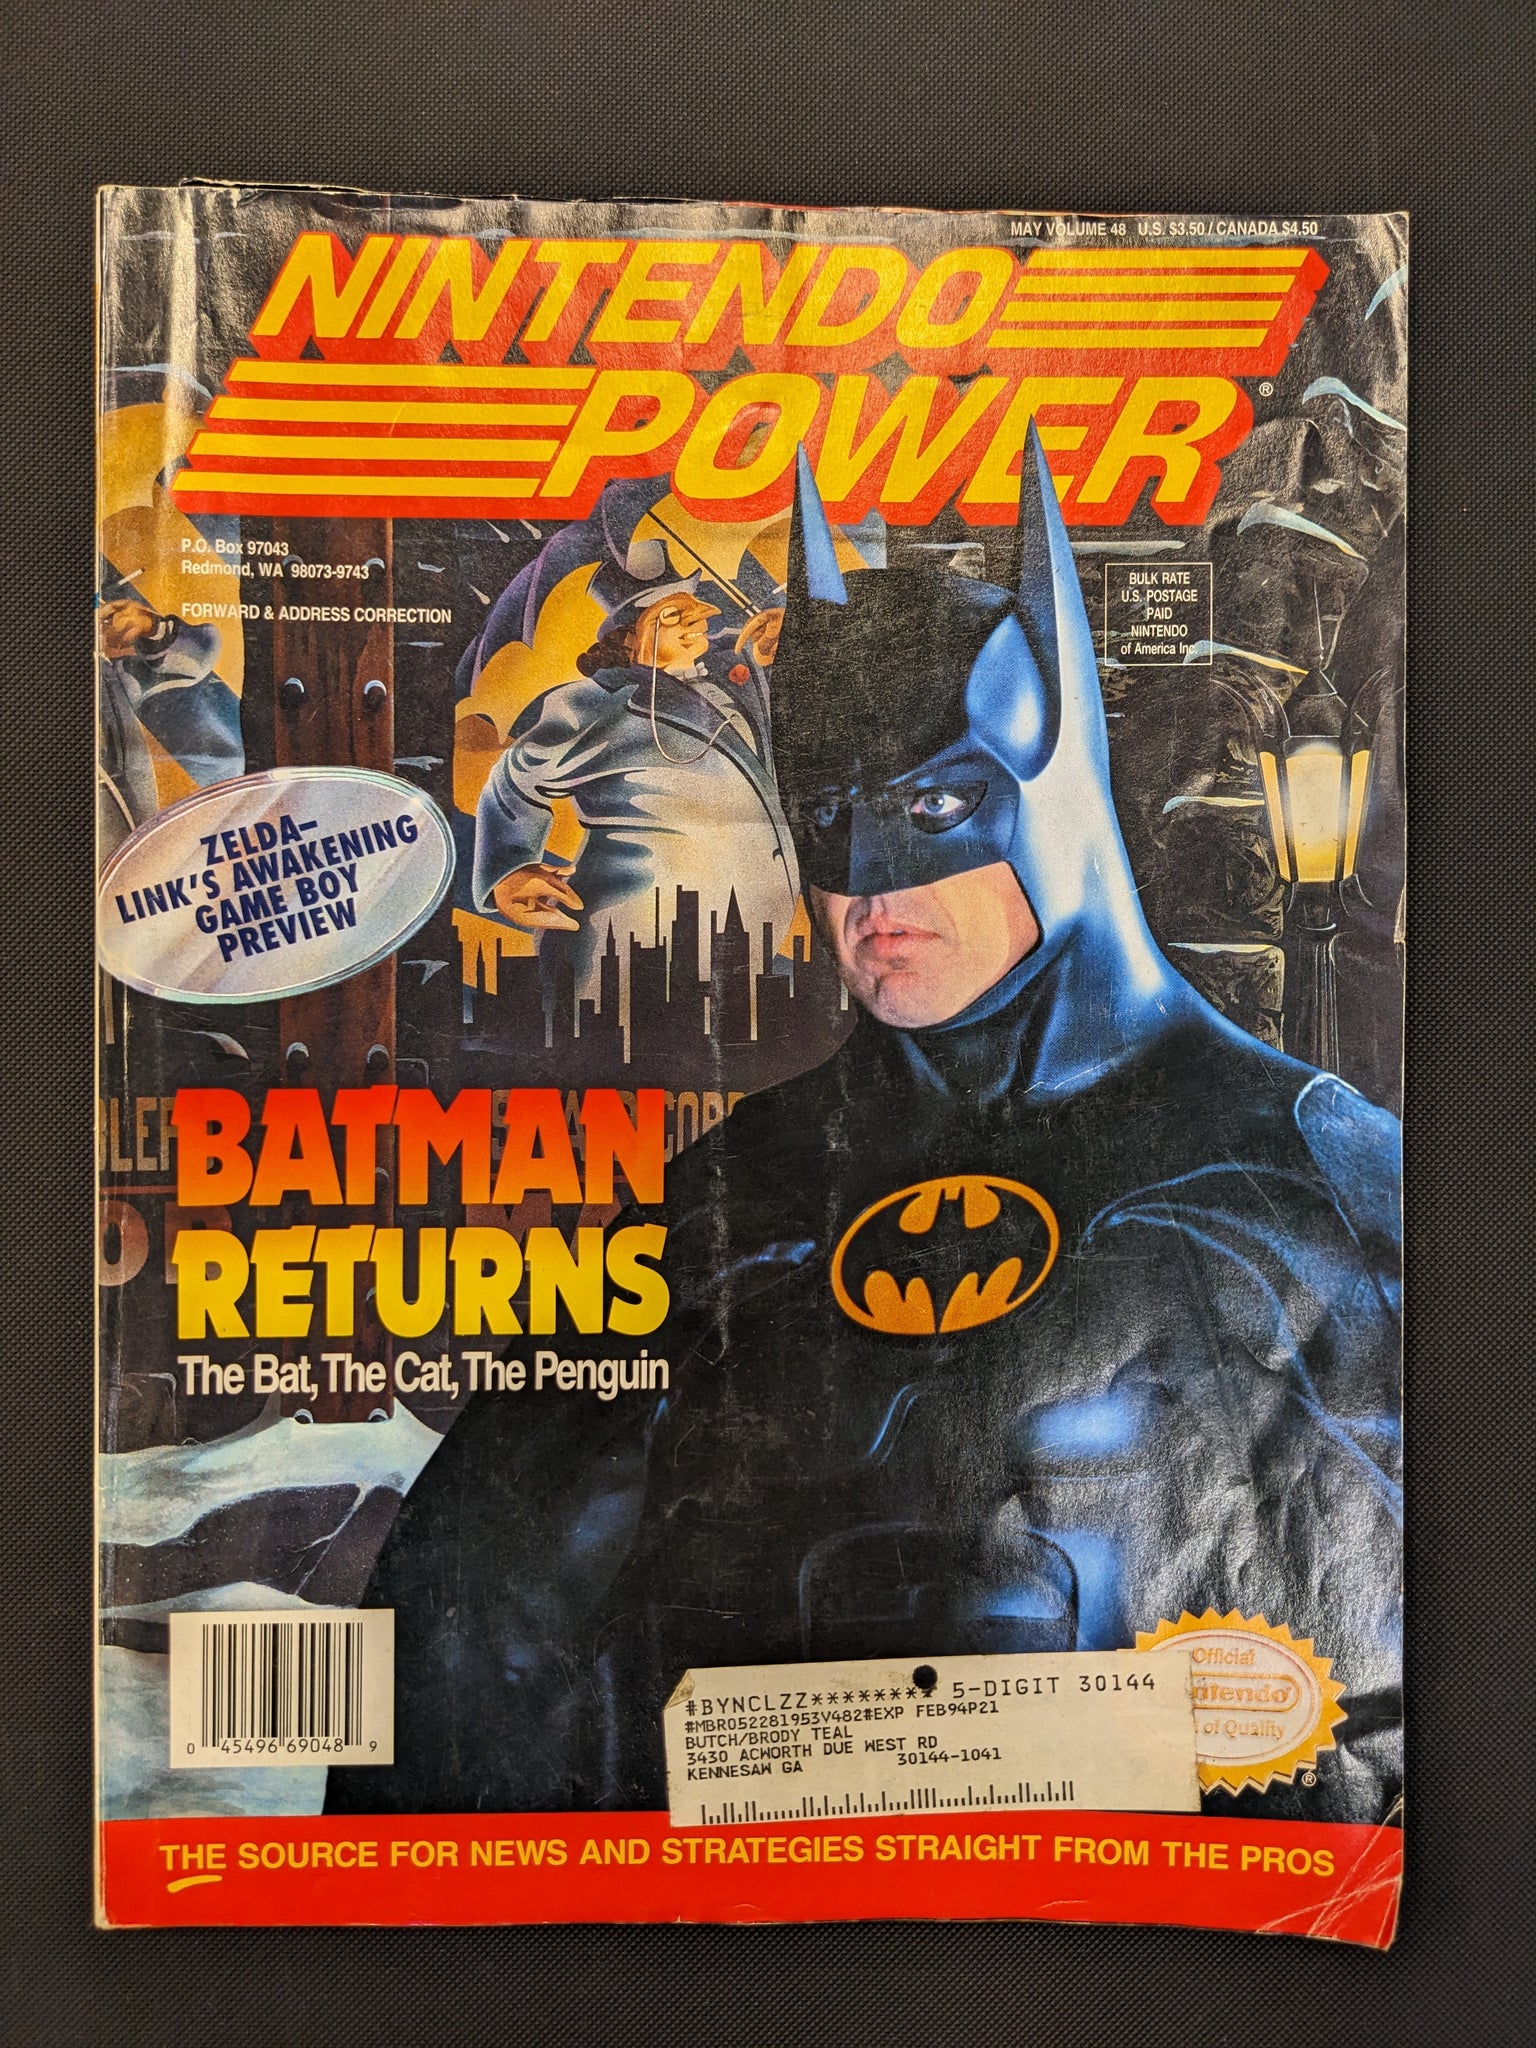 MAY VOLUME 48 U.S. $3.50 / CANADA $4.50
NINTENDO
POWER®
P.O. Box 97043
Redmond, WA 98073-9743
FORWARD & ADDRESS CORRECTION
BULK RATE
U.S. POSTAGE
PAID
NINTENDO
of America Inc.
ZELDA–
LINK'S AWAKENING
GAME BOY
PREVIEW
BATMAN
RETURNS
The Bat, The Cat, The Penguin
0 45496 69048 9
#BYNCLZZ********* 5-DIGIT 30144
#MBR052281953V482#EXP FEB94P21
BUTCH/BRODY TEAL
3430 ACWORTH DUE WEST RD
KENNESAW GA 30144-1041
Official
ntendo
of Quality
®
THE SOURCE FOR NEWS AND STRATEGIES STRAIGHT FROM THE PROS